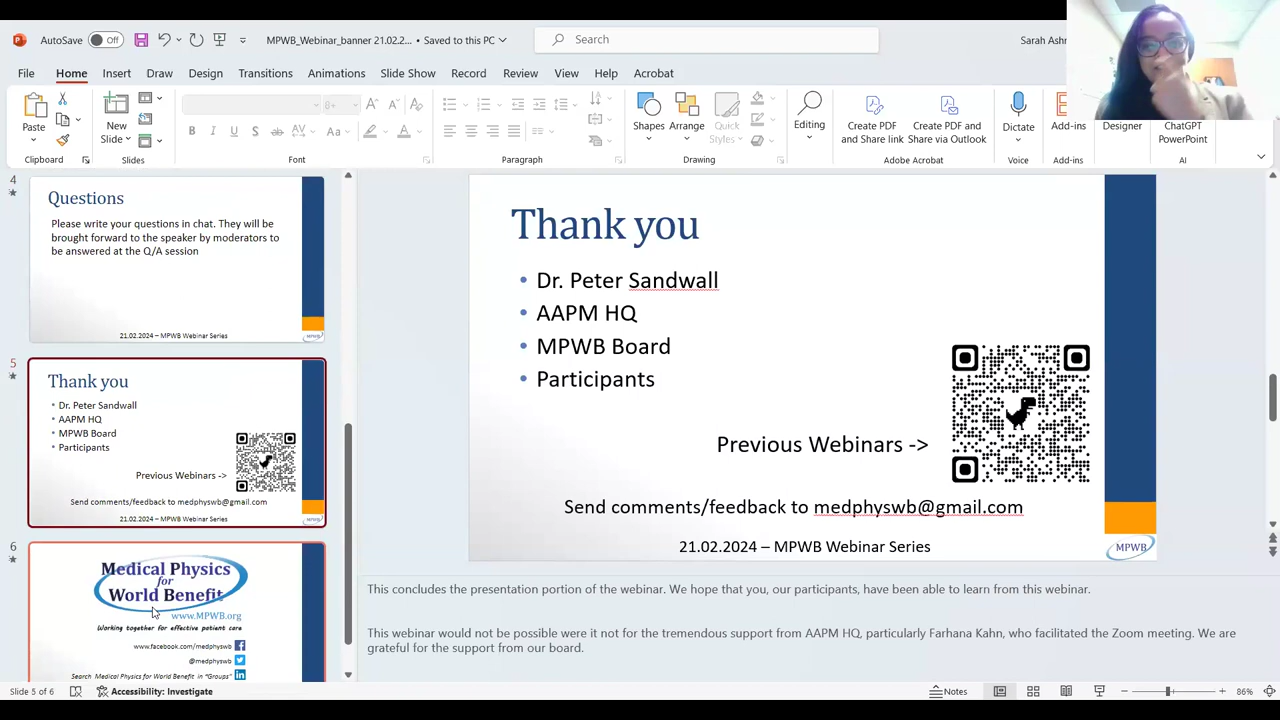 AutoSave
Off
MPWB_Webinar_banner 21.02.2... • Saved to this PC
Search
File Home Insert Draw Design Transitions Animations Slide Show Record Review View Help Acrobat
Paste
New
Slide
B I U S ab AV Aa A
Shapes
Arrange
Quick
Styles
Editing
Create PDF
and Share link
Create PDF and
Share via Outlook
Dictate
Add-ins
Designer
ChatGPT
PowerPoint
Clipboard
Slides
Font
Paragraph
Drawing
Adobe Acrobat
Voice
Add-ins
AI
Sarah
4
Questions
Please write your questions in chat. They will be
brought forward to the speaker by moderators to
be answered at the Q/A session
21.02.2024 – MPWB Webinar Series
MPWB
5
Thank you
• Dr. Peter Sandwall
• AAPM HQ
• MPWB Board
• Participants
Previous Webinars ->
Send comments/feedback to medphyswb@gmail.com
21.02.2024 – MPWB Webinar Series
MPWB
6
Medical Physics
for
World Benefit
www.MPWB.org
Working together for effective patient care
www.facebook.com/medphyswb
@medphyswb
Search Medical Physics for World Benefit in "Groups"
Thank you
• Dr. Peter Sandwall
• AAPM HQ
• MPWB Board
• Participants
Previous Webinars ->
Send comments/feedback to medphyswb@gmail.com
21.02.2024 – MPWB Webinar Series
MPWB
This concludes the presentation portion of the webinar. We hope that you, our participants, have been able to learn from this webinar.
This webinar would not be possible were it not for the tremendous support from AAPM HQ, particularly Farhana Kahn, who facilitated the Zoom meeting. We are
grateful for the support from our board.
Slide 5 of 6
Accessibility: Investigate
Notes
86%